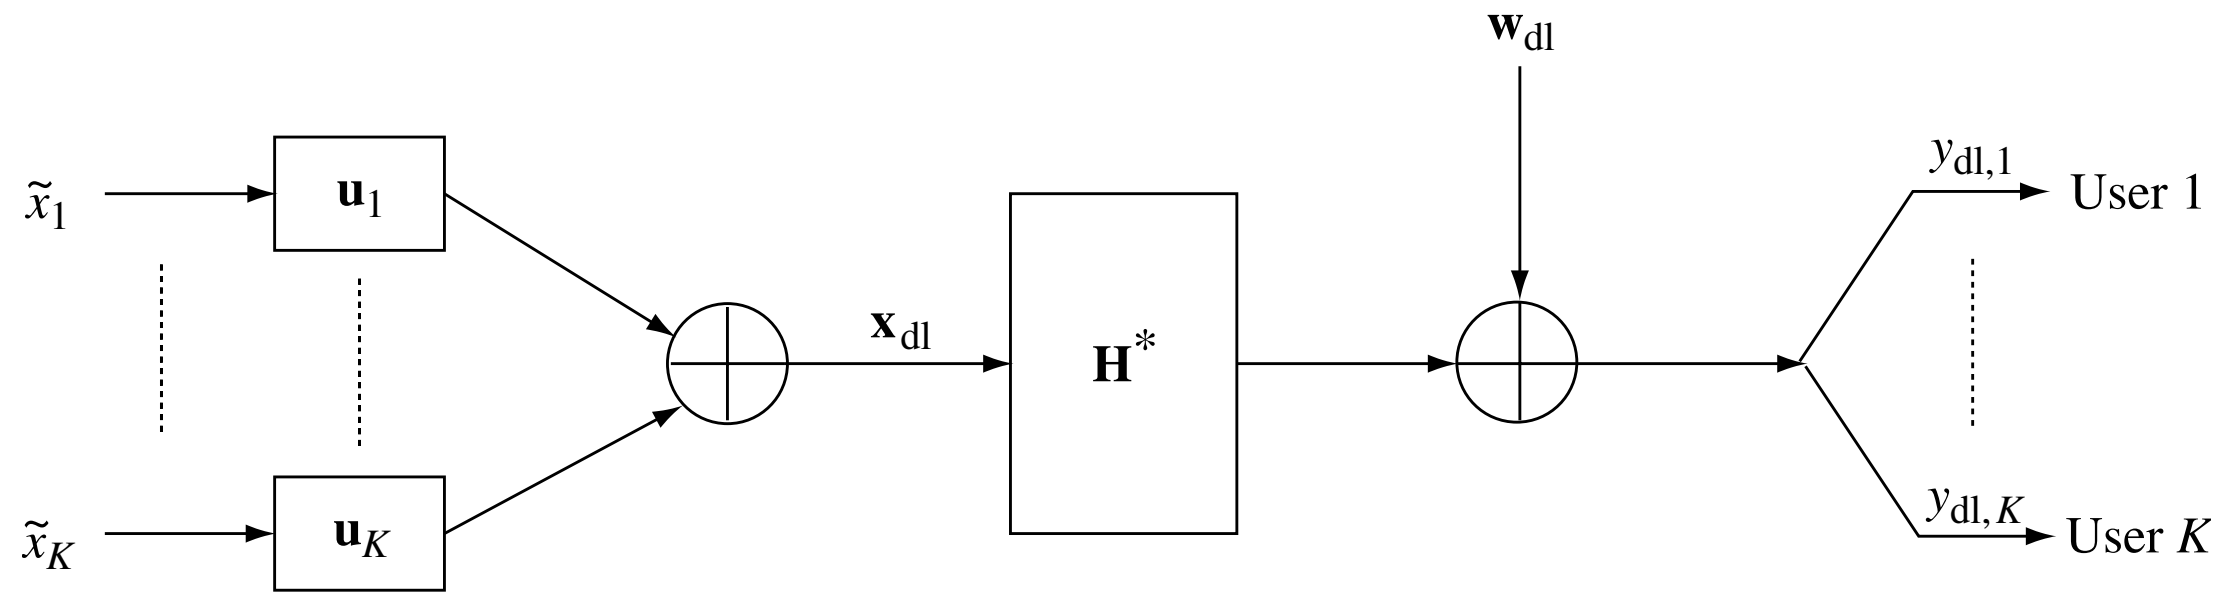 w_dl
x̃_1
u_1
x_dl
H*
y_dl,1
User 1
x̃_K
u_K
y_dl,K
User K